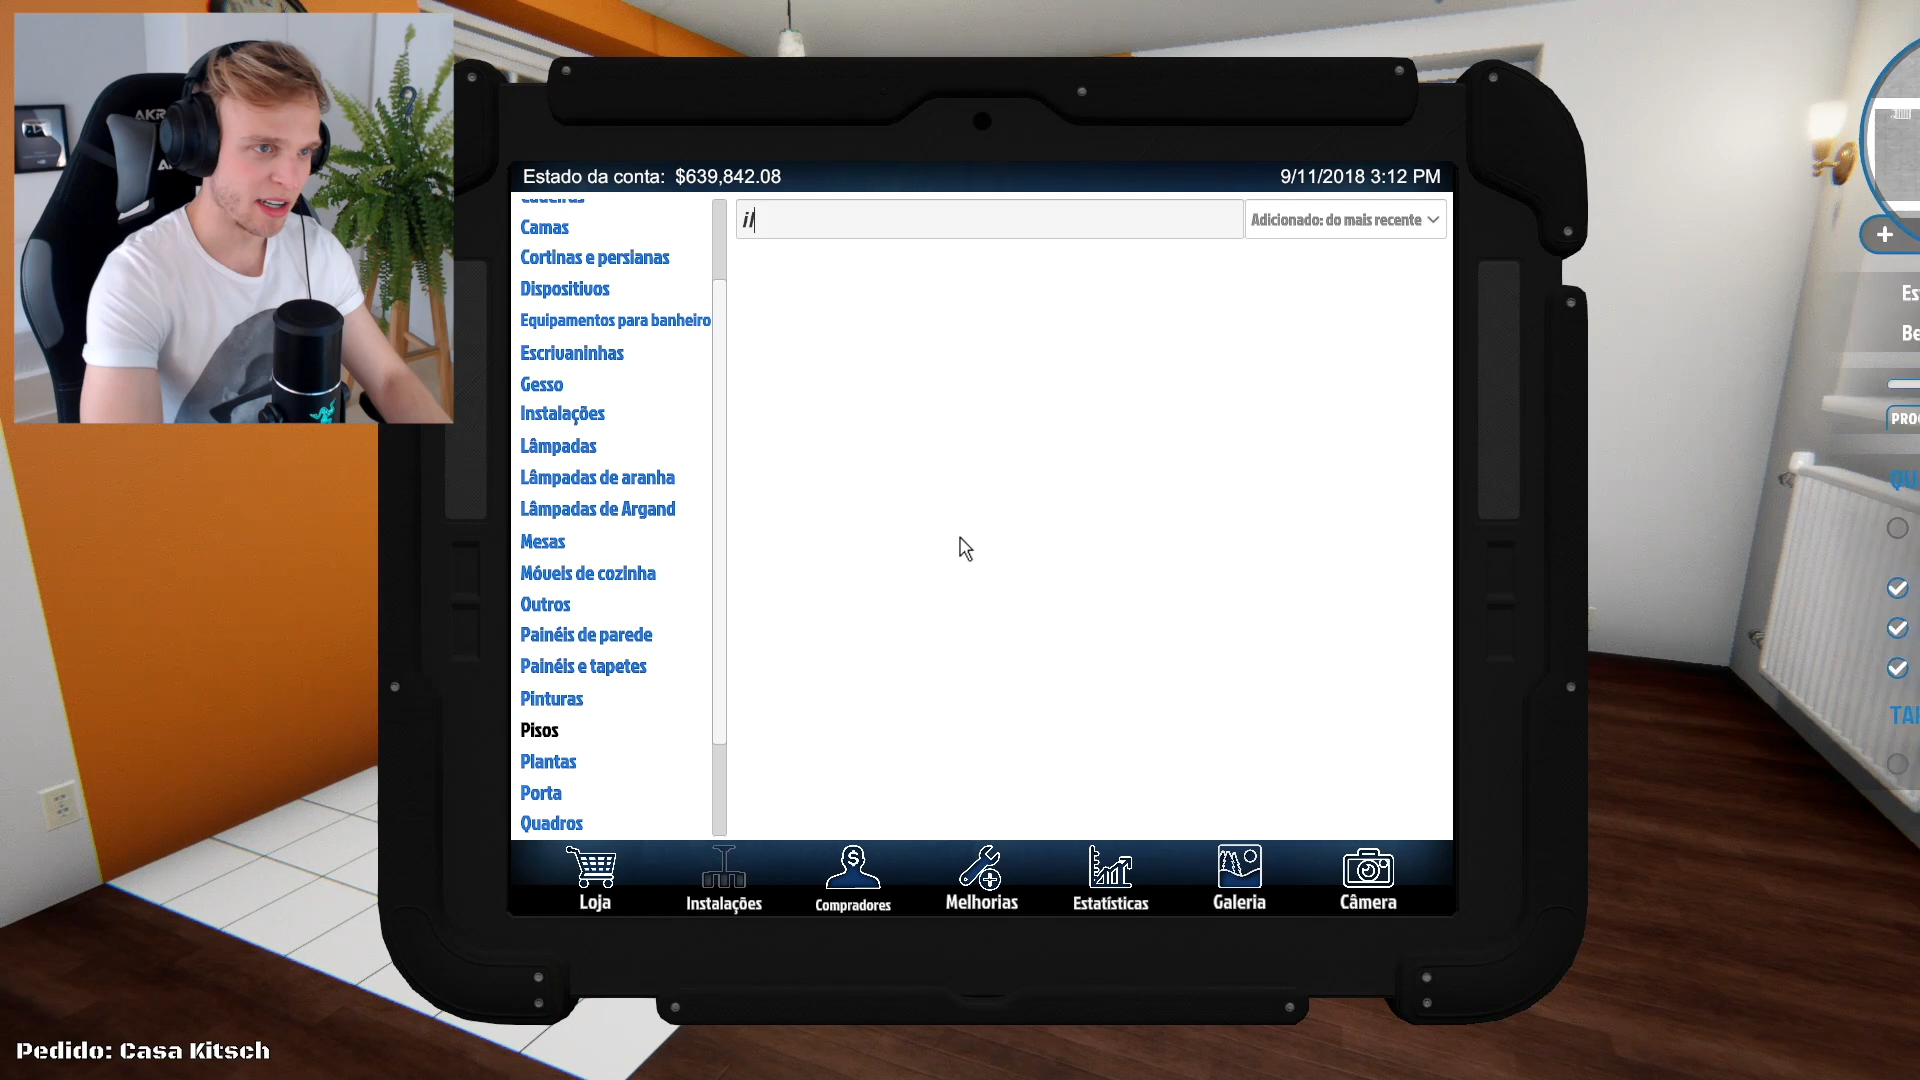 Estado da conta: $639,842.08
9/11/2018 3:12 PM
il
Adicionado: do mais recente
Camas
Cortinas e persianas
Dispositivos
Equipamentos para banheiro
Escrivaninhas
Gesso
Instalações
Lâmpadas
Lâmpadas de aranha
Lâmpadas de Argand
Mesas
Móveis de cozinha
Outros
Painéis de parede
Painéis e tapetes
Pinturas
Pisos
Plantas
Porta
Quadros
Loja
Instalações
Compradores
Melhorias
Estatísticas
Galeria
Câmera
Pedido: Casa Kitsch